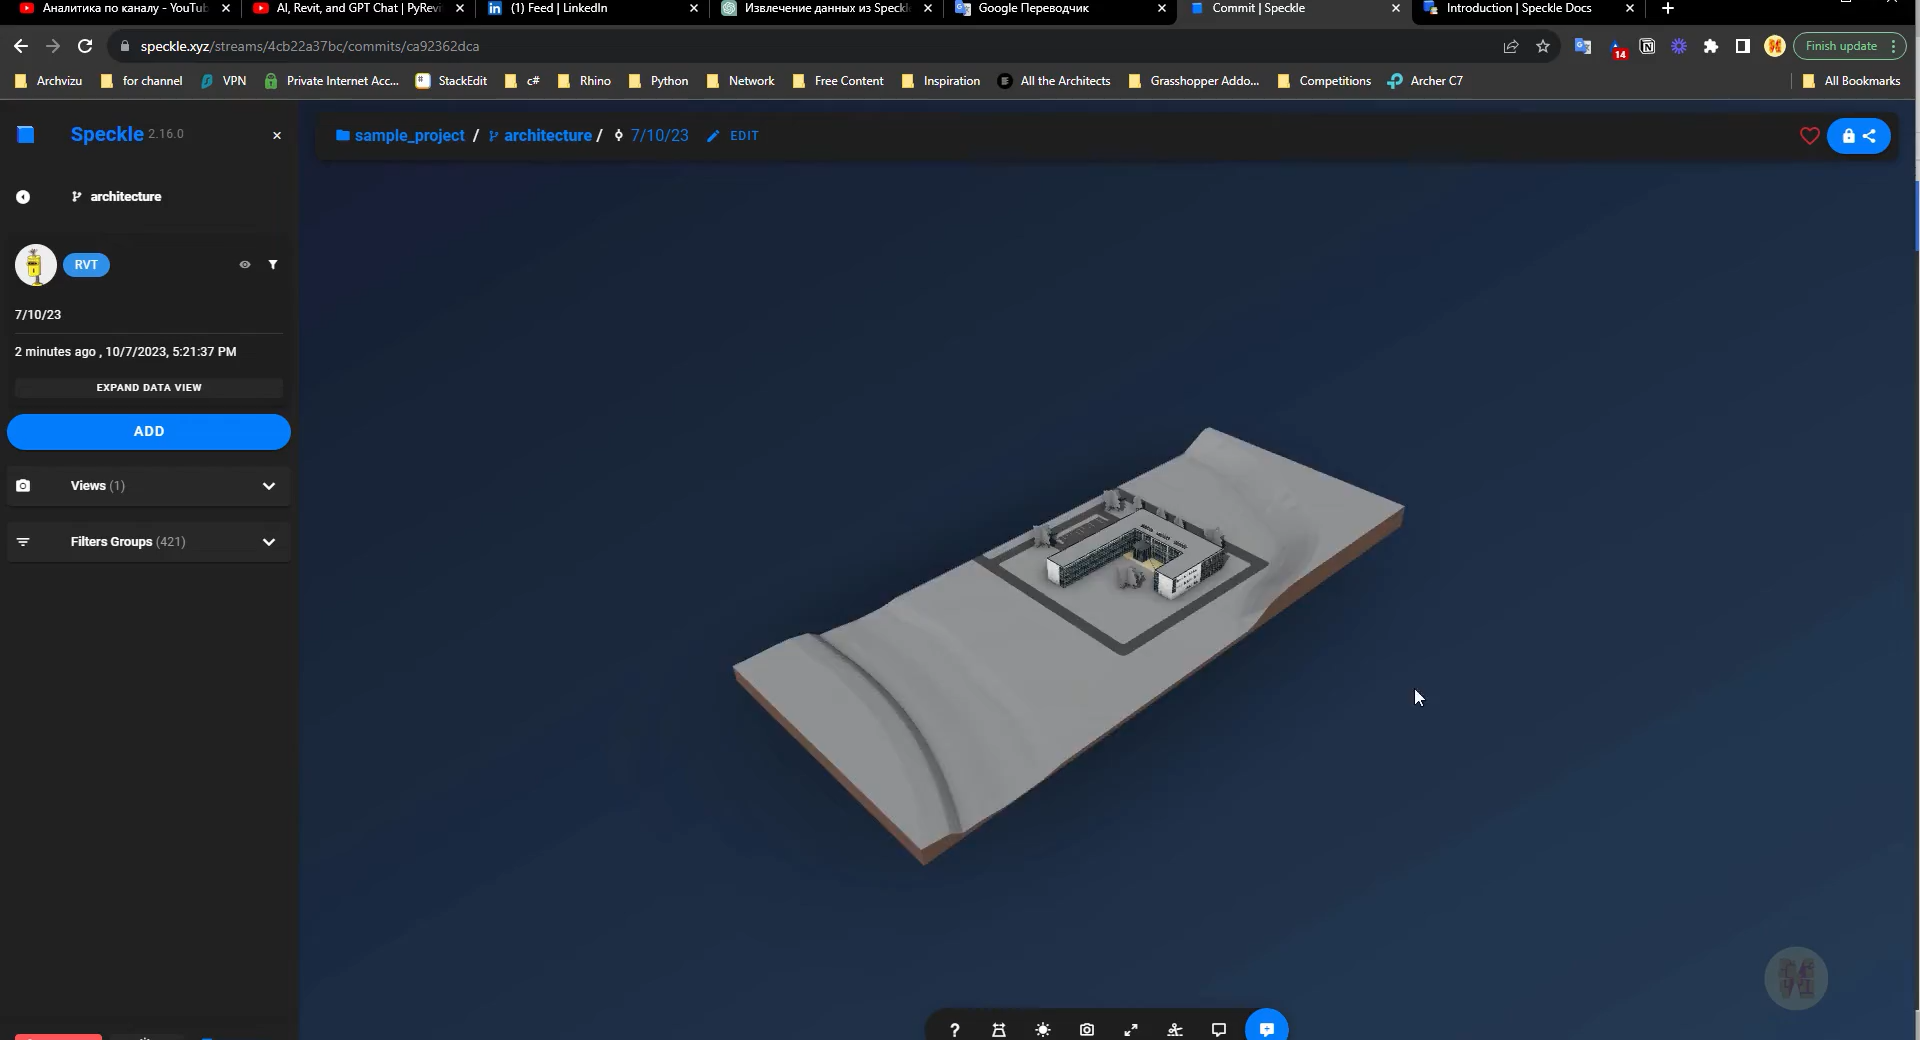 Аналитика по каналу - YouTub
AI, Revit, and GPT Chat | PyRevi
(1) Feed | LinkedIn
Извлечение данных из Speckl
Google Переводчик
Commit | Speckle
Introduction | Speckle Docs
speckle.xyz/streams/4cb22a37bc/commits/ca92362dca
14
Finish update
Archvizu
for channel
VPN
Private Internet Acc...
StackEdit
c#
Rhino
Python
Network
Free Content
Inspiration
All the Architects
Grasshopper Addo...
Competitions
Archer C7
All Bookmarks
Speckle 2.16.0
sample_project / architecture / 7/10/23 EDIT
architecture
RVT
7/10/23
2 minutes ago , 10/7/2023, 5:21:37 PM
EXPAND DATA VIEW
ADD
Views (1)
Filters Groups (421)